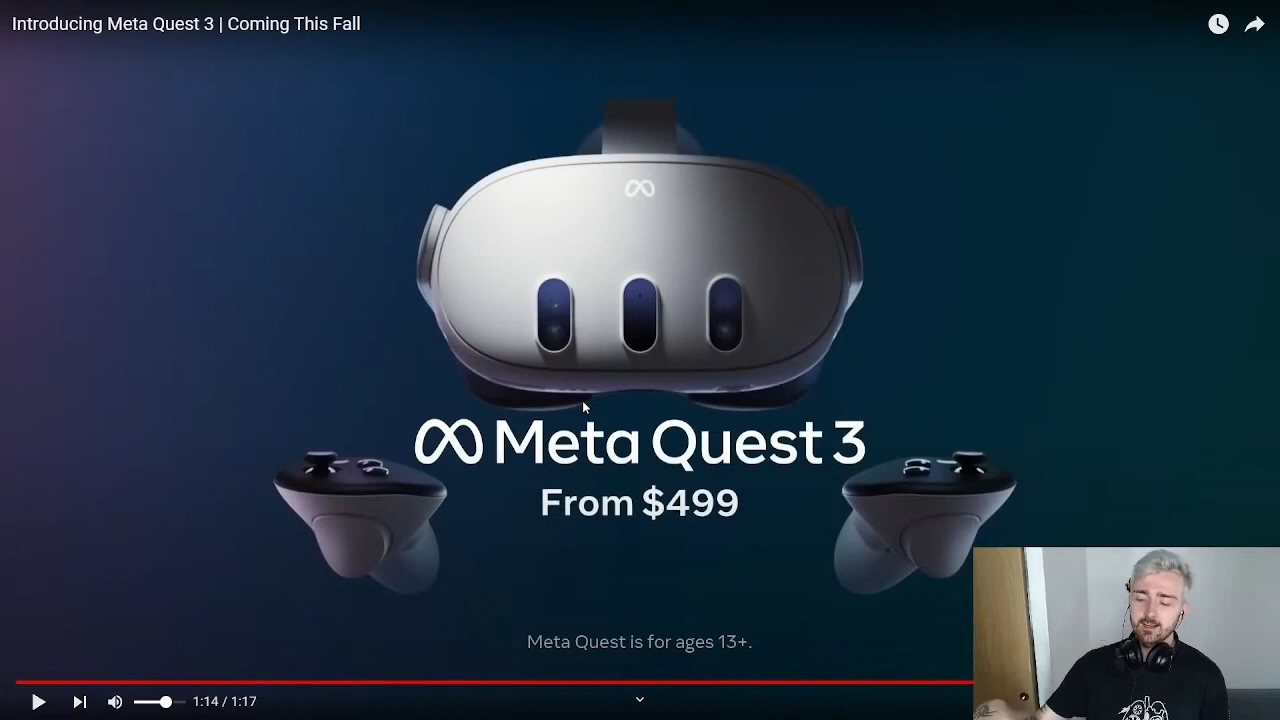 Introducing Meta Quest 3 | Coming This Fall
Meta Quest 3
From $499
Meta Quest is for ages 13+.
1:14 / 1:17